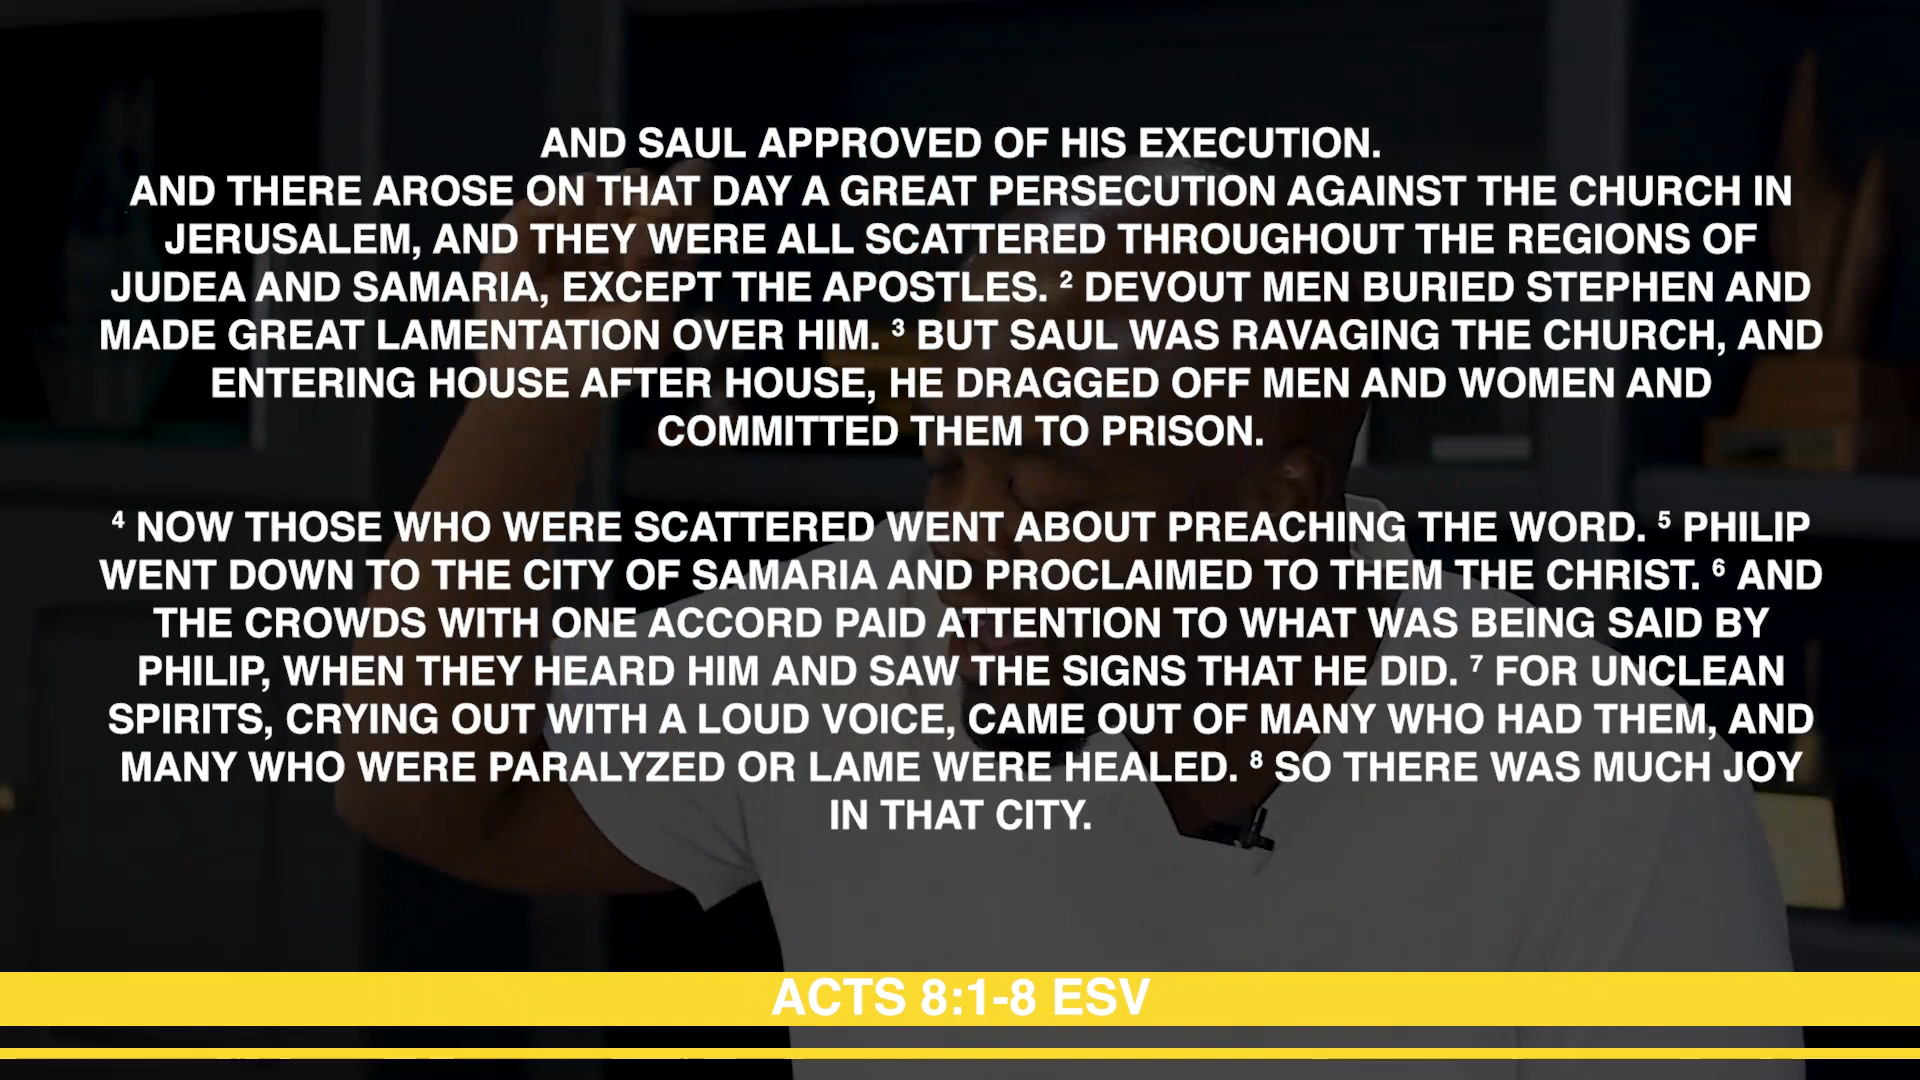 AND SAUL APPROVED OF HIS EXECUTION.
AND THERE AROSE ON THAT DAY A GREAT PERSECUTION AGAINST THE CHURCH IN
JERUSALEM, AND THEY WERE ALL SCATTERED THROUGHOUT THE REGIONS OF
JUDEA AND SAMARIA, EXCEPT THE APOSTLES. ² DEVOUT MEN BURIED STEPHEN AND
MADE GREAT LAMENTATION OVER HIM. ³ BUT SAUL WAS RAVAGING THE CHURCH, AND
ENTERING HOUSE AFTER HOUSE, HE DRAGGED OFF MEN AND WOMEN AND
COMMITTED THEM TO PRISON.
⁴ NOW THOSE WHO WERE SCATTERED WENT ABOUT PREACHING THE WORD. ⁵ PHILIP
WENT DOWN TO THE CITY OF SAMARIA AND PROCLAIMED TO THEM THE CHRIST. ⁶ AND
THE CROWDS WITH ONE ACCORD PAID ATTENTION TO WHAT WAS BEING SAID BY
PHILIP, WHEN THEY HEARD HIM AND SAW THE SIGNS THAT HE DID. ⁷ FOR UNCLEAN
SPIRITS, CRYING OUT WITH A LOUD VOICE, CAME OUT OF MANY WHO HAD THEM, AND
MANY WHO WERE PARALYZED OR LAME WERE HEALED. ⁸ SO THERE WAS MUCH JOY
IN THAT CITY.
ACTS 8:1-8 ESV